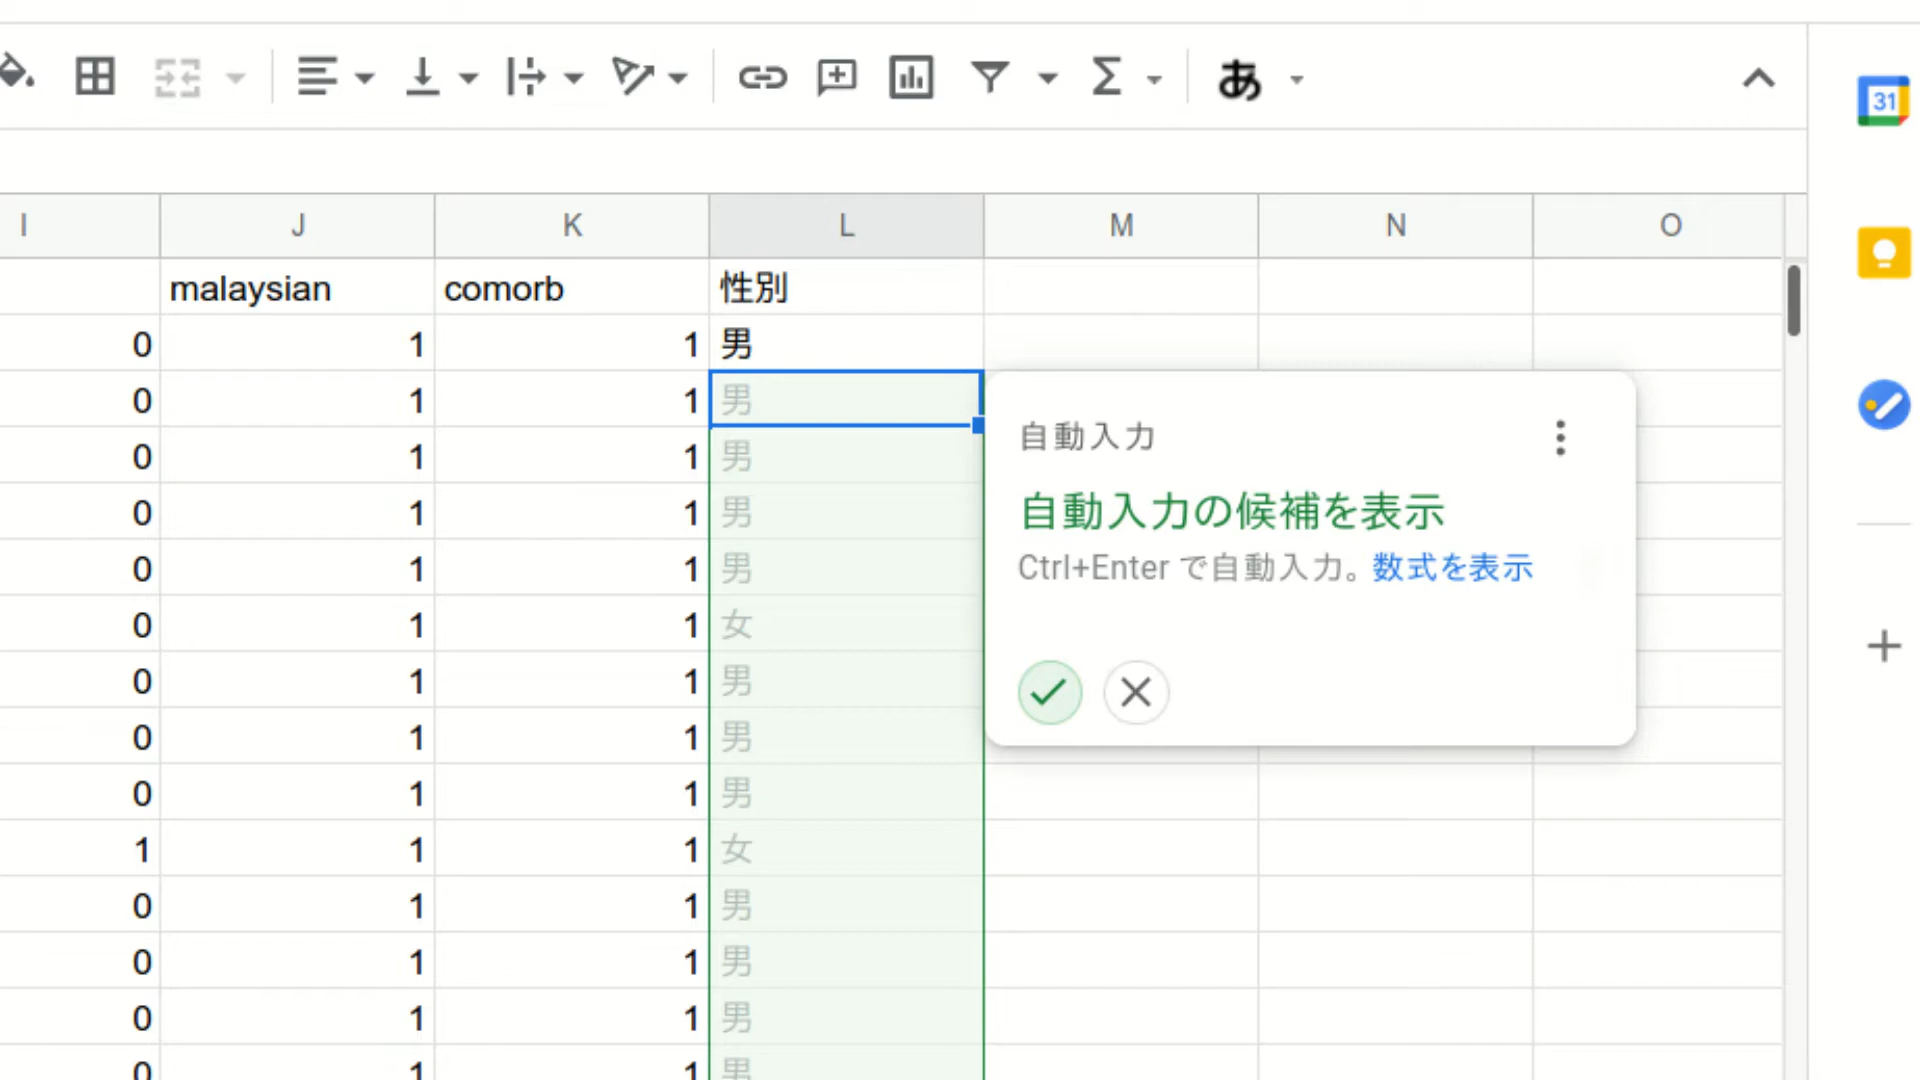 あ
31
I J K L M N O
malaysian comorb 性別
0 1 1 男
0 1 1 男
0 1 1 男
0 1 1 男
0 1 1 男
0 1 1 女
0 1 1 男
0 1 1 男
0 1 1 男
1 1 1 女
0 1 1 男
0 1 1 男
0 1 1 男
0 1 1 男
自動入力
自動入力の候補を表示
Ctrl+Enter で自動入力。数式を表示